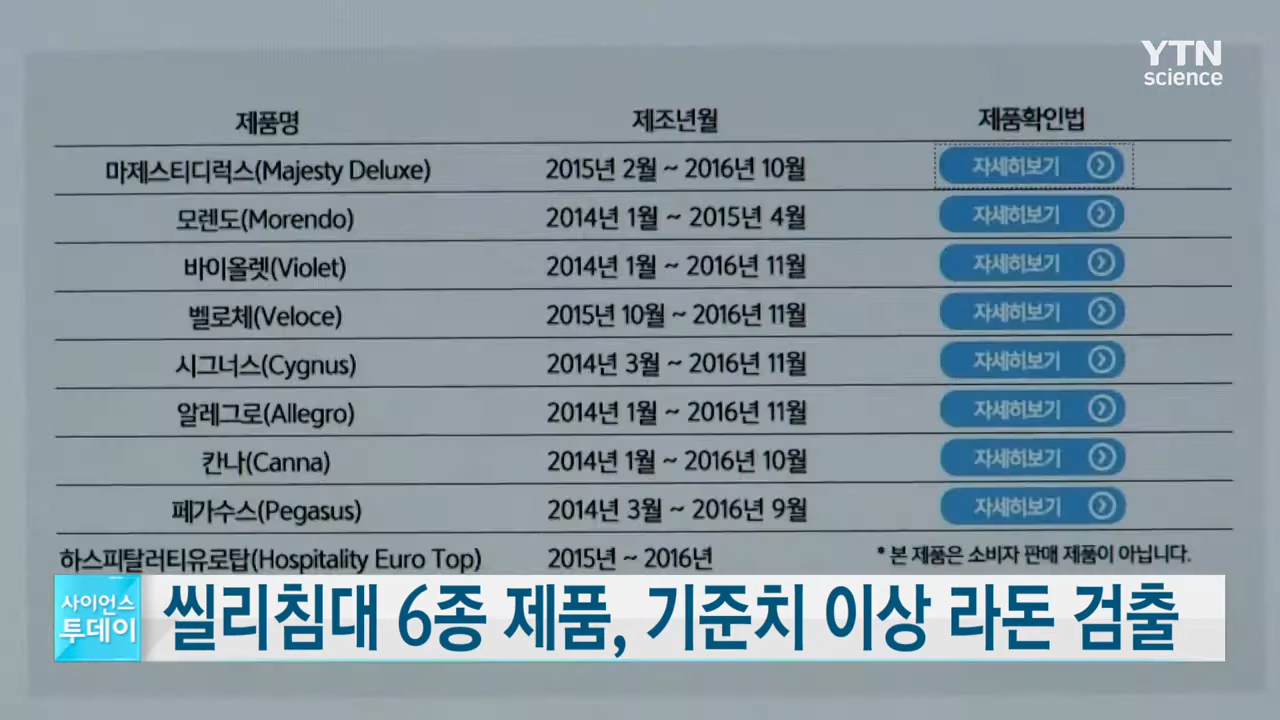 YTN
science
제품명 제조년월 제품확인법
마제스티디럭스(Majesty Deluxe) 2015년 2월 ~ 2016년 10월 자세히보기
모렌도(Morendo) 2014년 1월 ~ 2015년 4월 자세히보기
바이올렛(Violet) 2014년 1월 ~ 2016년 11월 자세히보기
벨로체(Veloce) 2015년 10월 ~ 2016년 11월 자세히보기
시그너스(Cygnus) 2014년 3월 ~ 2016년 11월 자세히보기
알레그로(Allegro) 2014년 1월 ~ 2016년 11월 자세히보기
칸나(Canna) 2014년 1월 ~ 2016년 10월 자세히보기
페가수스(Pegasus) 2014년 3월 ~ 2016년 9월 자세히보기
하스피탈러티유로탑(Hospitality Euro Top) 2015년 ~ 2016년 * 본 제품은 소비자 판매 제품이 아닙니다.
사이언스
투데이
씰리침대 6종 제품, 기준치 이상 라돈 검출